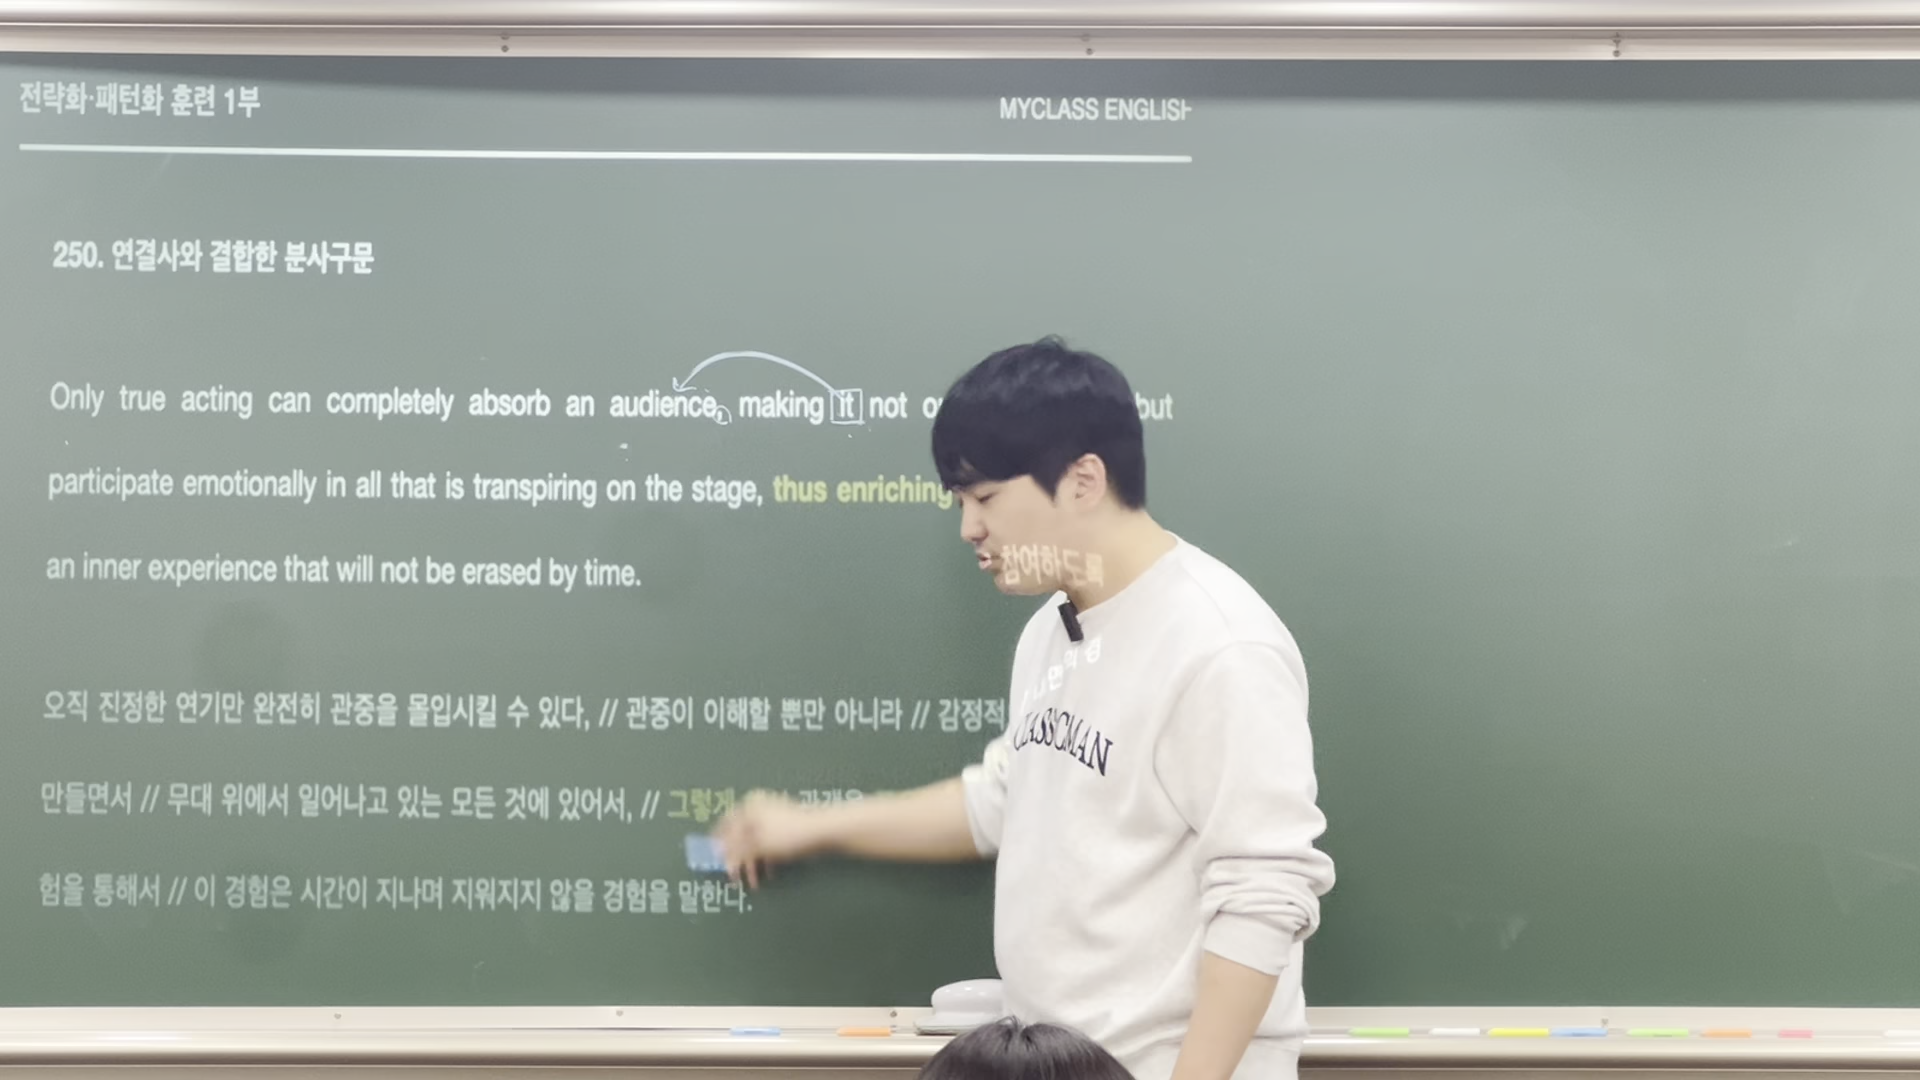 전략화·패턴화 훈련 1부
MYCLASS ENGLISH
250. 연결사와 결합한 분사구문
Only true acting can completely absorb an audience, making it not but
participate emotionally in all that is transpiring on the stage, thus enriching
an inner experience that will not be erased by time.
오직 진정한 연기만 완전히 관중을 몰입시킬 수 있다, // 관중이 이해할 뿐만 아니라 // 감정적 참여하도록
만들면서 // 무대 위에서 일어나고 있는 모든 것에 있어서, // 그렇게
험을 통해서 // 이 경험은 시간이 지나며 지워지지 않을 경험을 말한다.